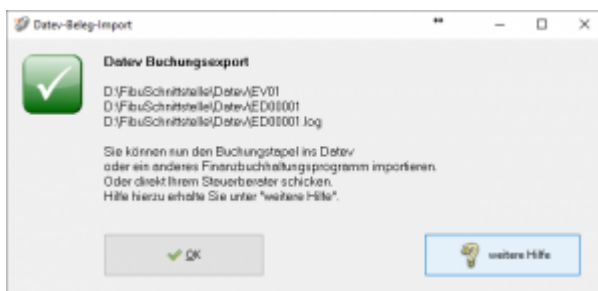 Datev-Beleg-Import
Datev Buchungsexport
D:\FibuSchnittstelle\Datev\EV01
D:\FibuSchnittstelle\Datev\ED00001
D:\FibuSchnittstelle\Datev\ED00001.log
Sie können nun den Buchungstapel ins Datev
oder ein anderes Finanzbuchhaltungsprogramm importieren.
Oder direkt Ihrem Steuerberater schicken.
Hilfe hierzu erhalte Sie unter "weitere Hilfe".
OK
weitere Hilfe